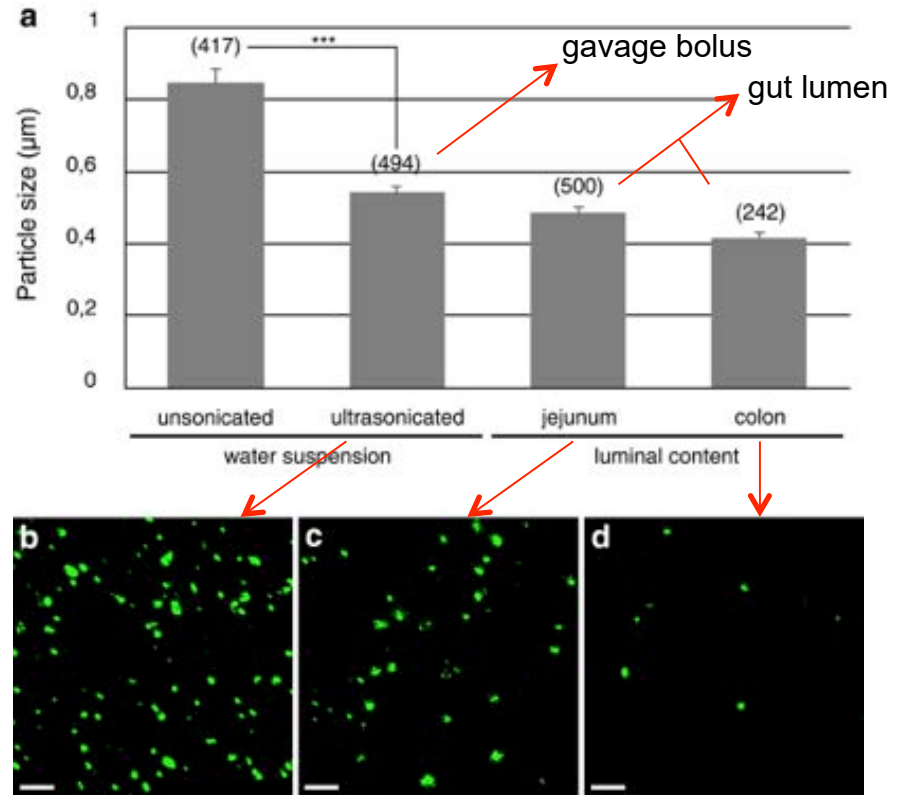 a
1
(417)
***
gavage bolus
gut lumen
0,8
(494)
0,6
(500)
(242)
0,4
0,2
0
Particle size (µm)
unsonicated ultrasonicated jejunum colon
water suspension luminal content
b c d